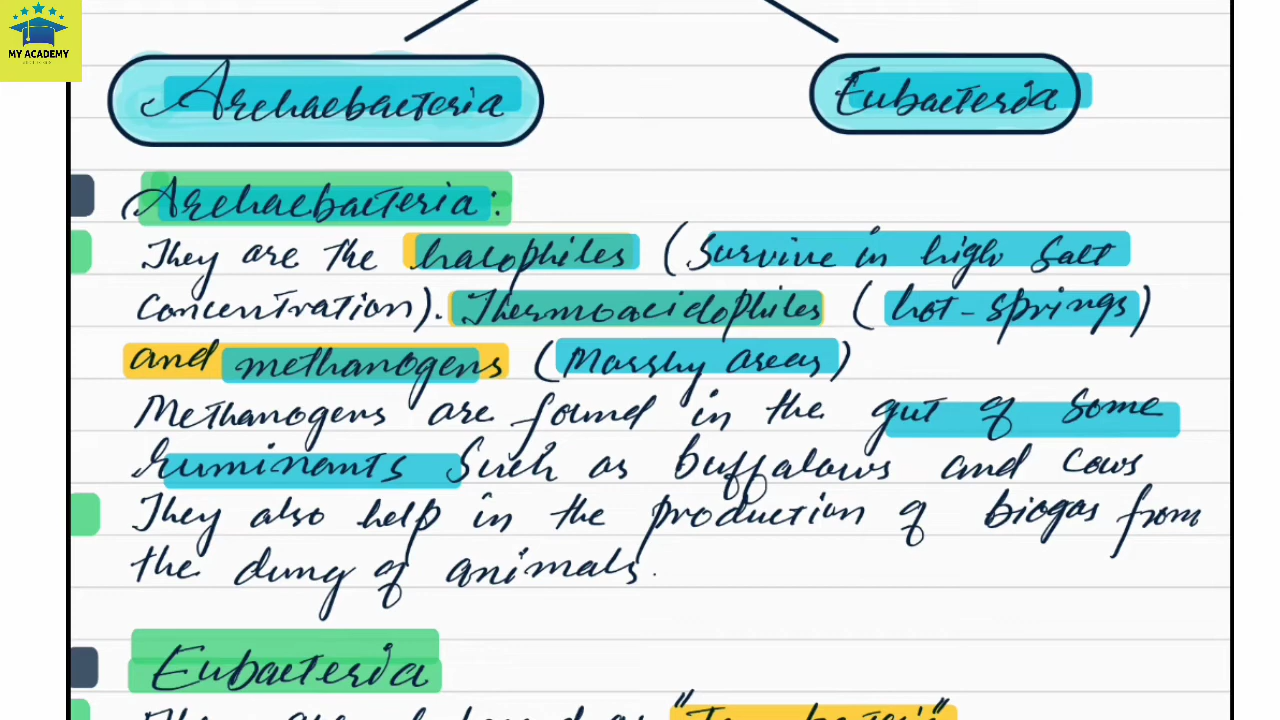 MY ACADEMY
Archaebacteria
Eubacteria
Archaebacteria:
They are the halophiles (Survive in high Salt
Concentration). Thermoacidophiles (hot-springs)
and methanogens (Marshy areas)
Methanogens are found in the gut of some
ruminants Such as buffalows and cows
They also help in the production of biogas from
the dung of animals.
Eubacteria
They are